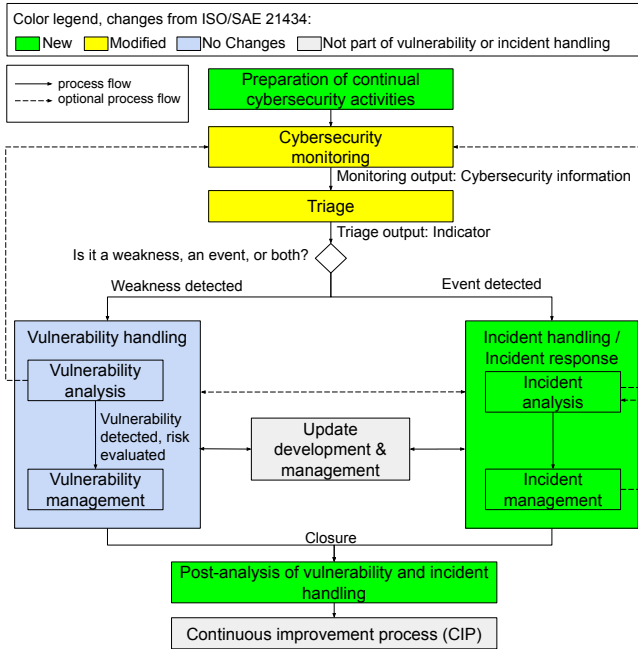 Color legend, changes from ISO/SAE 21434:
New
Modified
No Changes
Not part of vulnerability or incident handling
process flow
optional process flow
Preparation of continual
cybersecurity activities
Cybersecurity
monitoring
Monitoring output: Cybersecurity information
Triage
Triage output: Indicator
Is it a weakness, an event, or both?
Weakness detected
Event detected
Vulnerability handling
Vulnerability
analysis
Vulnerability
detected, risk
evaluated
Vulnerability
management
Update
development &
management
Incident handling /
Incident response
Incident
analysis
Incident
management
Closure
Post-analysis of vulnerability and incident
handling
Continuous improvement process (CIP)